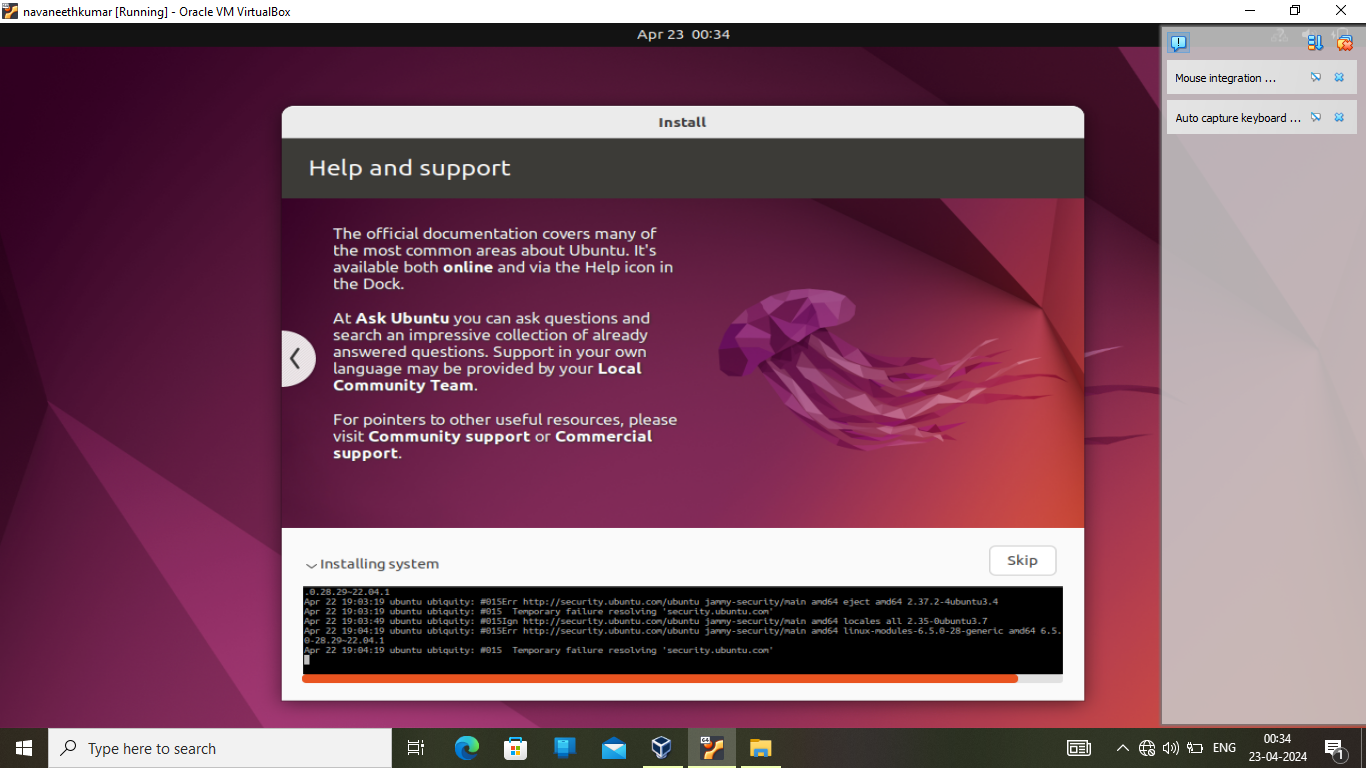 navaneethkumar [Running] - Oracle VM VirtualBox
Apr 23 00:34
Mouse integration ...
Auto capture keyboard ...
Install
Help and support
The official documentation covers many of
the most common areas about Ubuntu. It's
available both online and via the Help icon in
the Dock.
At Ask Ubuntu you can ask questions and
search an impressive collection of already
answered questions. Support in your own
language may be provided by your Local
Community Team.
For pointers to other useful resources, please
visit Community support or Commercial
support.
Installing system
Skip
.0.28.29~22.04.1
Apr 22 19:03:19 ubuntu ubiquity: #015Err http://security.ubuntu.com/ubuntu jammy-security/main amd64 eject amd64 2.37.2-4ubuntu3.4
Apr 22 19:03:19 ubuntu ubiquity: #015  Temporary failure resolving 'security.ubuntu.com'
Apr 22 19:03:49 ubuntu ubiquity: #015Ign http://security.ubuntu.com/ubuntu jammy-security/main amd64 locales all 2.35-0ubuntu3.7
Apr 22 19:04:19 ubuntu ubiquity: #015Err http://security.ubuntu.com/ubuntu jammy-security/main amd64 linux-modules-6.5.0-28-generic amd64 6.5.
0-28.29~22.04.1
Apr 22 19:04:19 ubuntu ubiquity: #015  Temporary failure resolving 'security.ubuntu.com'
Type here to search
64
ENG
00:34
23-04-2024
1